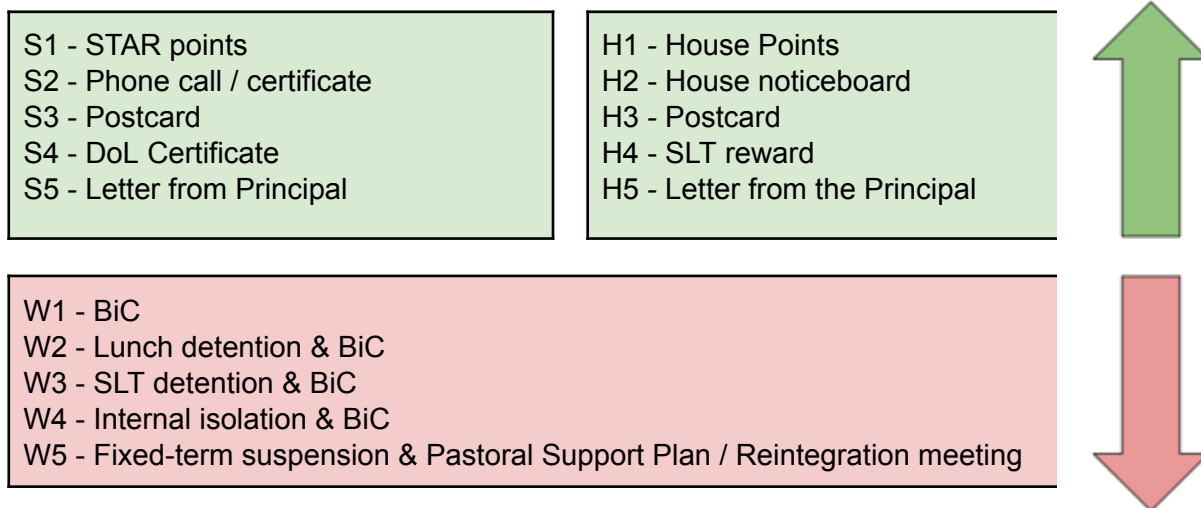 S1 - STAR points
S2 - Phone call / certificate
S3 - Postcard
S4 - DoL Certificate
S5 - Letter from Principal
H1 - House Points
H2 - House noticeboard
H3 - Postcard
H4 - SLT reward
H5 - Letter from the Principal
W1 - BiC
W2 - Lunch detention & BiC
W3 - SLT detention & BiC
W4 - Internal isolation & BiC
W5 - Fixed-term suspension & Pastoral Support Plan / Reintegration meeting